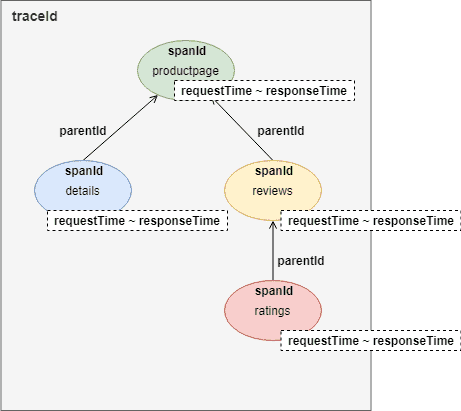 traceId
spanId
productpage
requestTime ~ responseTime
parentId
parentId
spanId
details
requestTime ~ responseTime
spanId
reviews
requestTime ~ responseTime
parentId
spanId
ratings
requestTime ~ responseTime